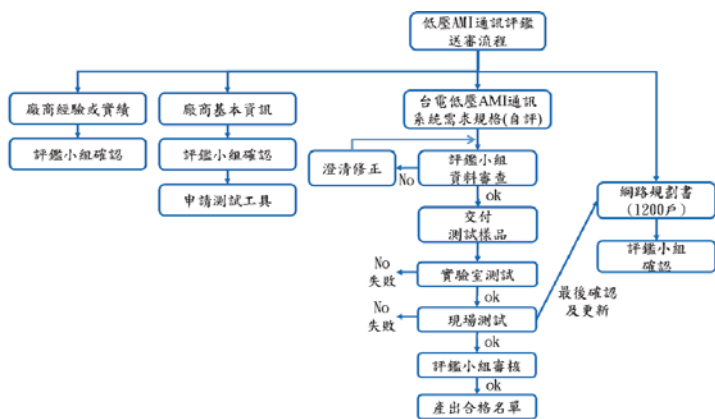 低壓AMI通訊評鑑
送審流程
廠商經驗或實績
評鑑小組確認
廠商基本資訊
評鑑小組確認
申請測試工具
台電低壓AMI通訊
系統需求規格(自評)
評鑑小組
資料審查
No
澄清修正
ok
交付
測試樣品
實驗室測試
No
失敗
ok
現場測試
No
失敗
ok
評鑑小組審核
ok
產出合格名單
網路規劃書
(1200戶)
評鑑小組
確認
最後確認
及更新